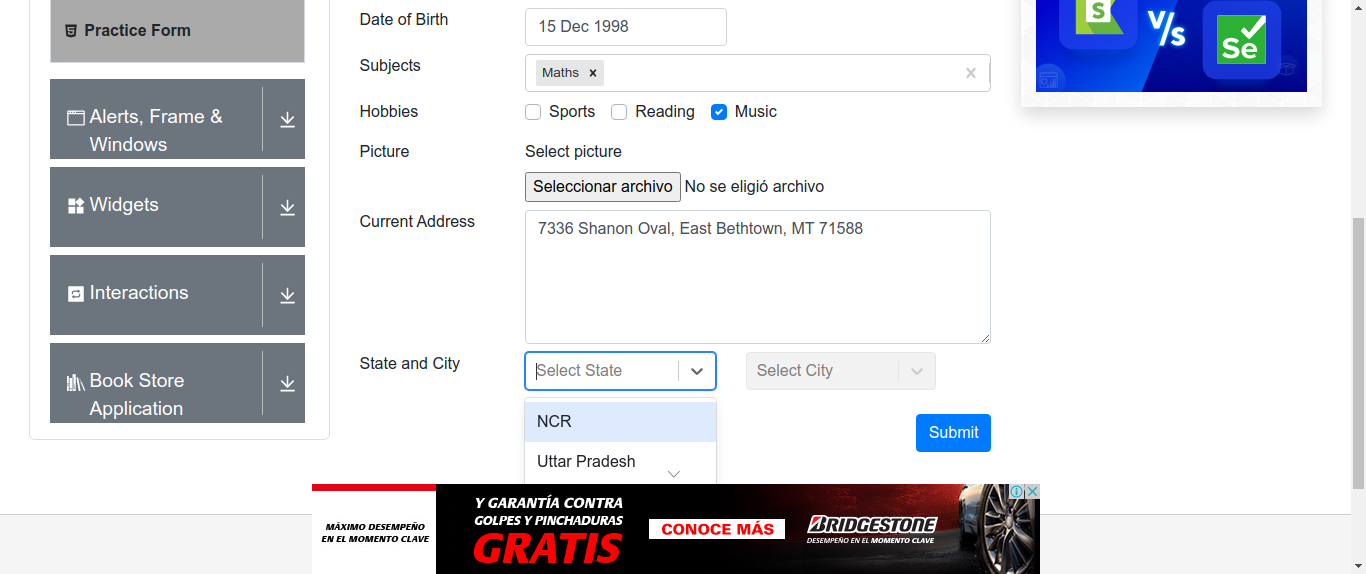 Practice Form
Alerts, Frame &
Windows
Widgets
Interactions
Book Store
Application
Date of Birth
15 Dec 1998
Subjects
Maths
Hobbies
Sports
Reading
Music
Picture
Select picture
Seleccionar archivo No se eligió archivo
Current Address
7336 Shanon Oval, East Bethtown, MT 71588
State and City
Select State
Select City
NCR
Uttar Pradesh
Submit
S
V/s
Se
MÁXIMO DESEMPEÑO
EN EL MOMENTO CLAVE
Y GARANTÍA CONTRA
GOLPES Y PINCHADURAS
GRATIS
CONOCE MÁS
BRIDGESTONE
DESEMPEÑO EN EL MOMENTO CLAVE